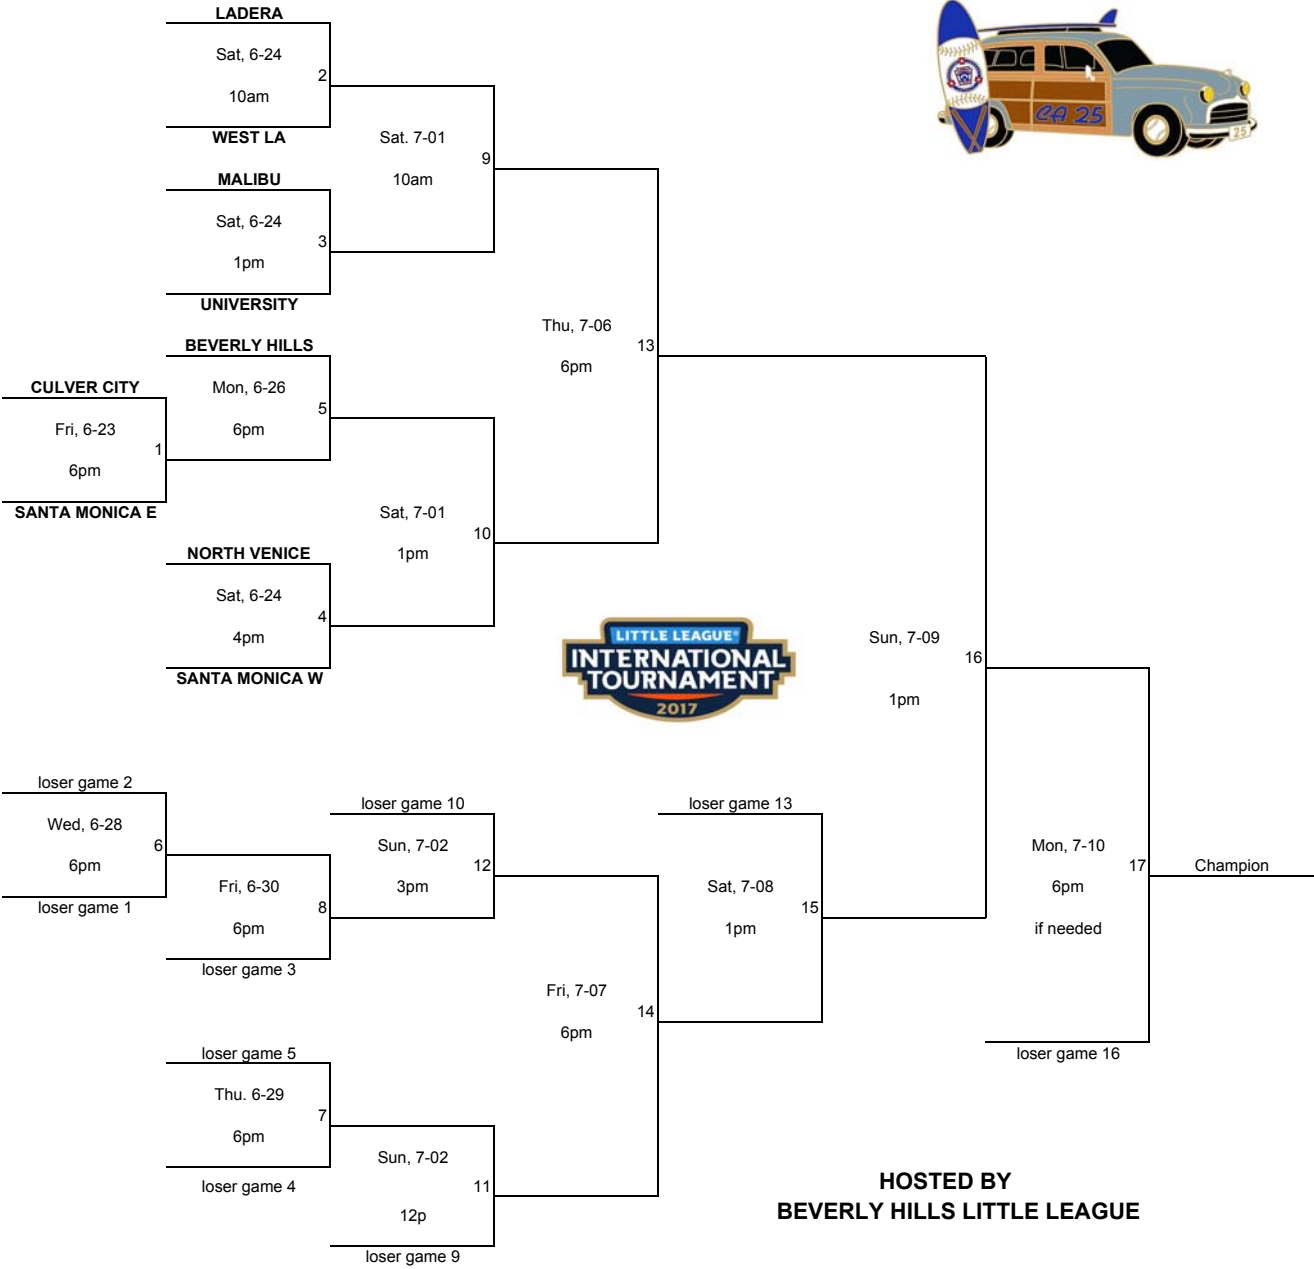 LADERA
Sat, 6-24
2
10am
WEST LA
Sat. 7-01
9
10am
MALIBU
Sat, 6-24
3
1pm
UNIVERSITY
CA 25
25
Thu, 7-06
13
6pm
BEVERLY HILLS
Mon, 6-26
5
6pm
CULVER CITY
Fri, 6-23
1
6pm
SANTA MONICA E
Sat, 7-01
10
1pm
NORTH VENICE
Sat, 6-24
4
4pm
SANTA MONICA W
LITTLE LEAGUE®
INTERNATIONAL
TOURNAMENT
2017
Sun, 7-09
16
1pm
loser game 2
Wed, 6-28
6
6pm
loser game 1
Fri, 6-30
8
6pm
loser game 3
loser game 10
Sun, 7-02
12
3pm
loser game 13
Sat, 7-08
15
1pm
Mon, 7-10
17
6pm
if needed
Champion
Fri, 7-07
14
6pm
loser game 16
loser game 5
Thu. 6-29
7
6pm
loser game 4
Sun, 7-02
11
12p
loser game 9
HOSTED BY
BEVERLY HILLS LITTLE LEAGUE